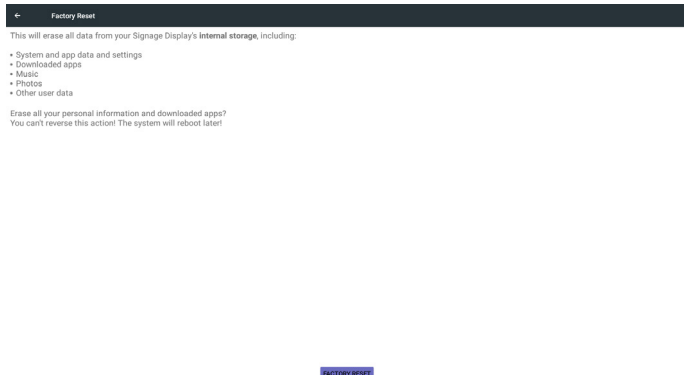 Factory Reset
This will erase all data from your Signage Display's internal storage, including:
• System and app data and settings
• Downloaded apps
• Music
• Photos
• Other user data
Erase all your personal information and downloaded apps?
You can't reverse this action! The system will reboot later!
FACTORY RESET